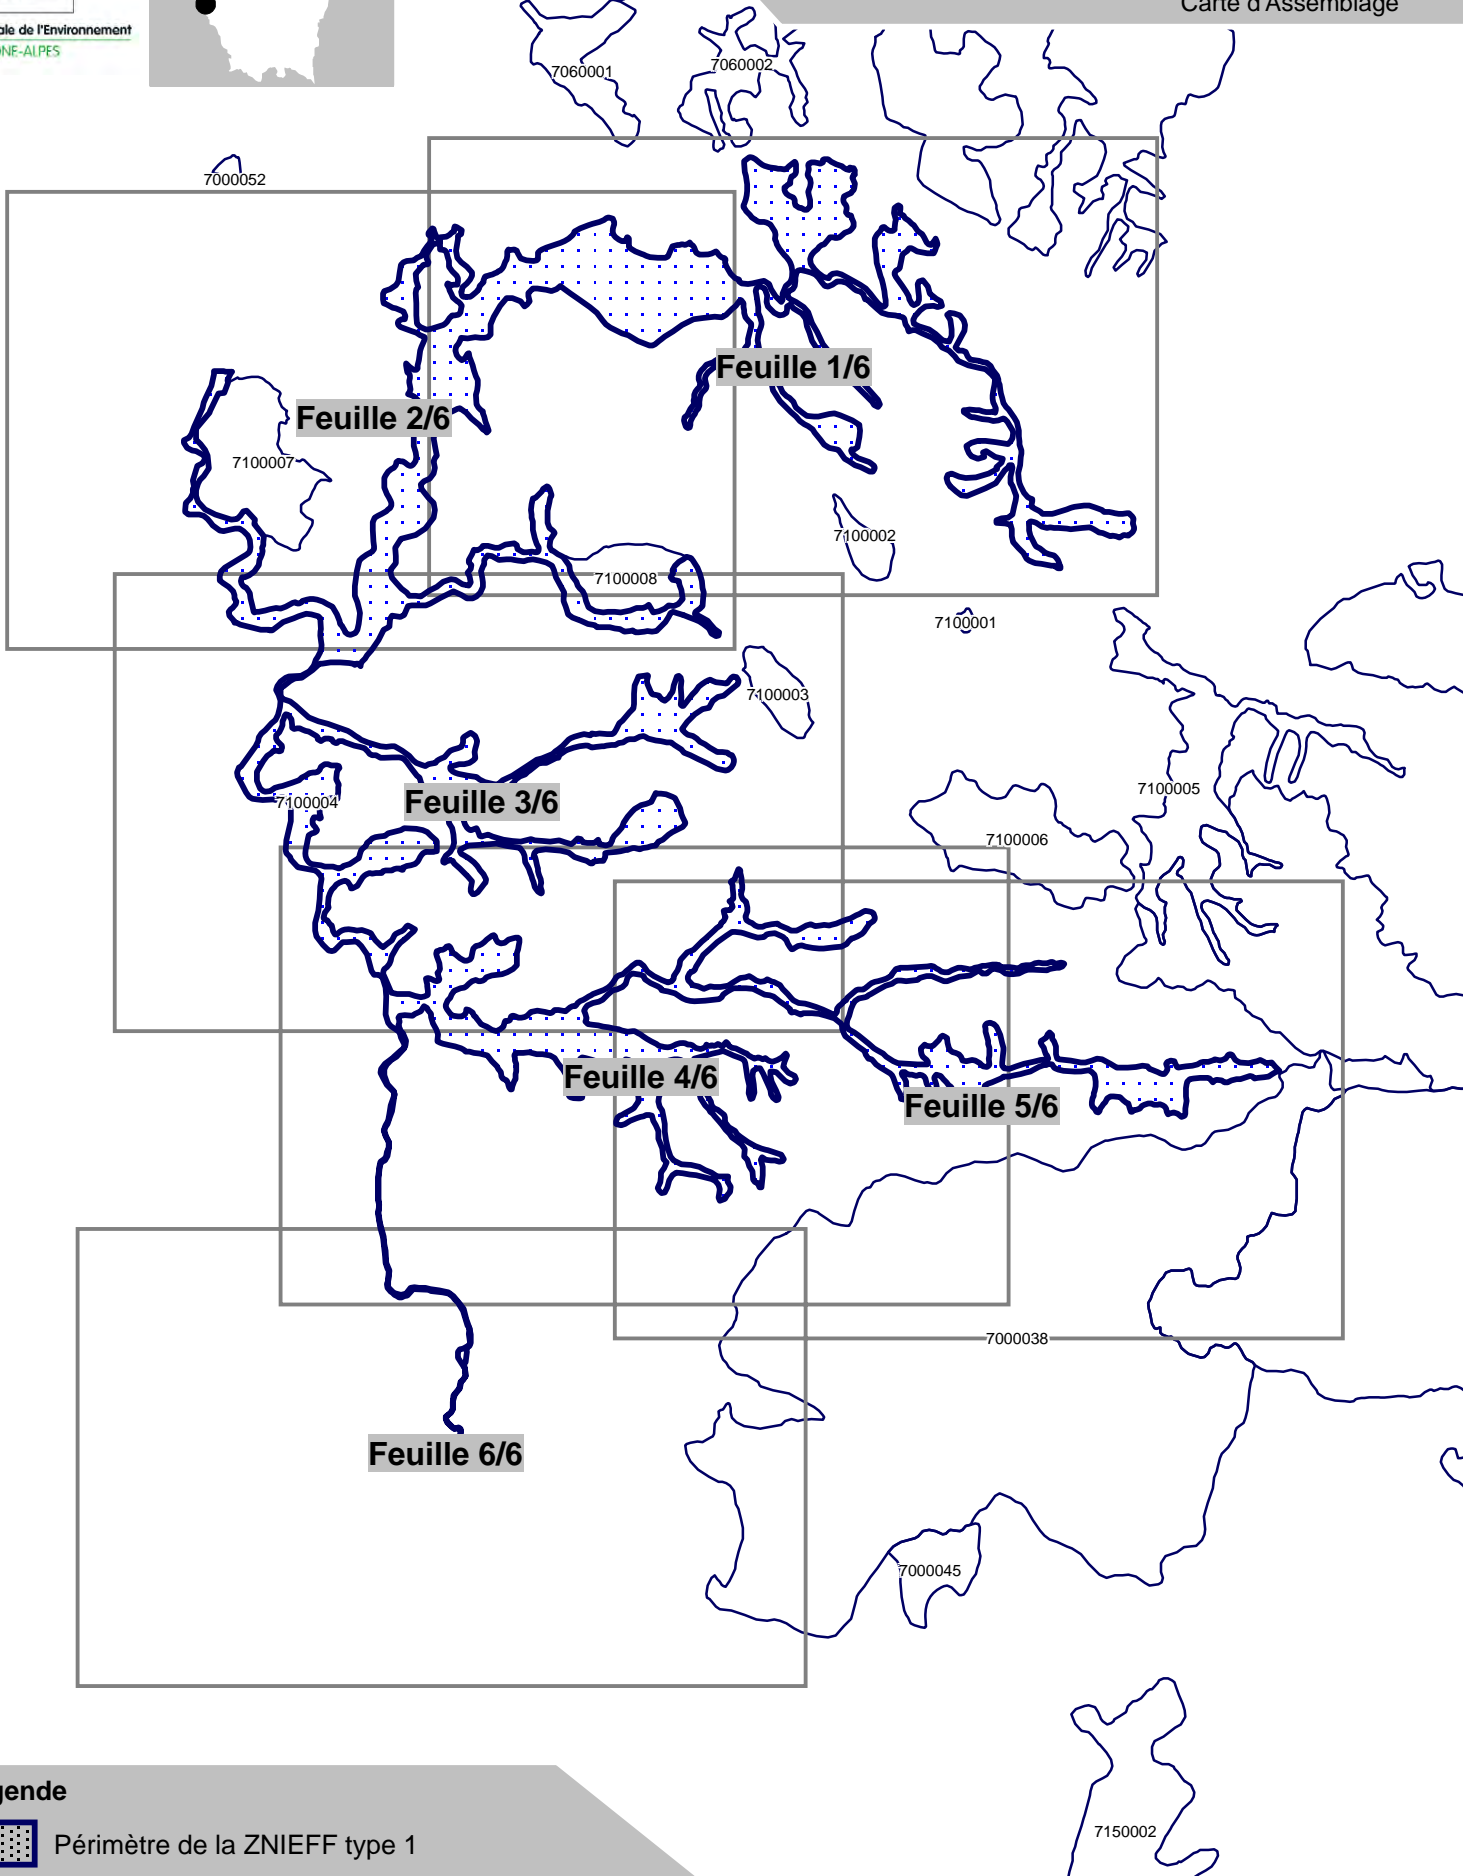 Carte d'Assemblage
ale de l'Environnement
ONE-ALPES
7060001
7060002
7000052
Feuille 1/6
Feuille 2/6
7100007
7100002
7100008
7100001
7100003
7100005
7100004
Feuille 3/6
7100006
Feuille 4/6
Feuille 5/6
7000038
Feuille 6/6
7000045
gende
7150002
Périmètre de la ZNIEFF type 1